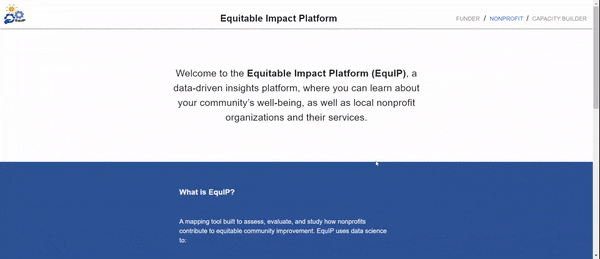 EquIP
Equitable Impact Platform
FUNDER / NONPROFIT / CAPACITY BUILDER
Welcome to the Equitable Impact Platform (EquIP), a
data-driven insights platform, where you can learn about
your community's well-being, as well as local nonprofit
organizations and their services.
What is EquIP?
A mapping tool built to assess, evaluate, and study how nonprofits
contribute to equitable community improvement. EquIP uses data science
to: